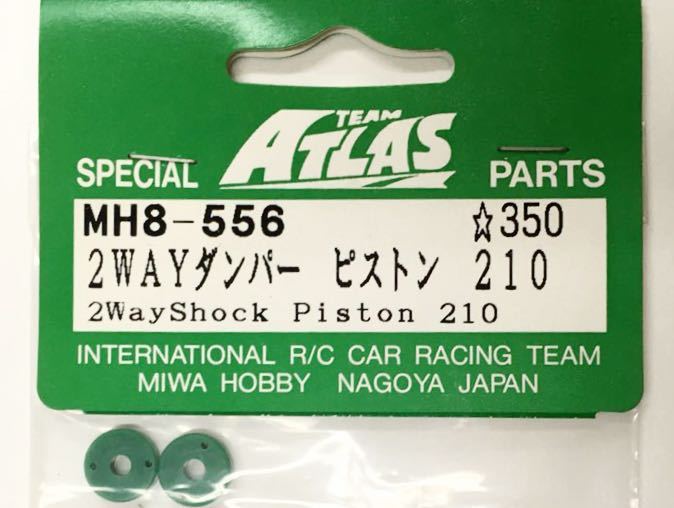 TEAM
ATLAS
SPECIAL PARTS
MH8-556 ☆350
2WAYダンパー ピストン 210
2WayShock Piston 210
INTERNATIONAL R/C CAR RACING TEAM
MIWA HOBBY NAGOYA JAPAN